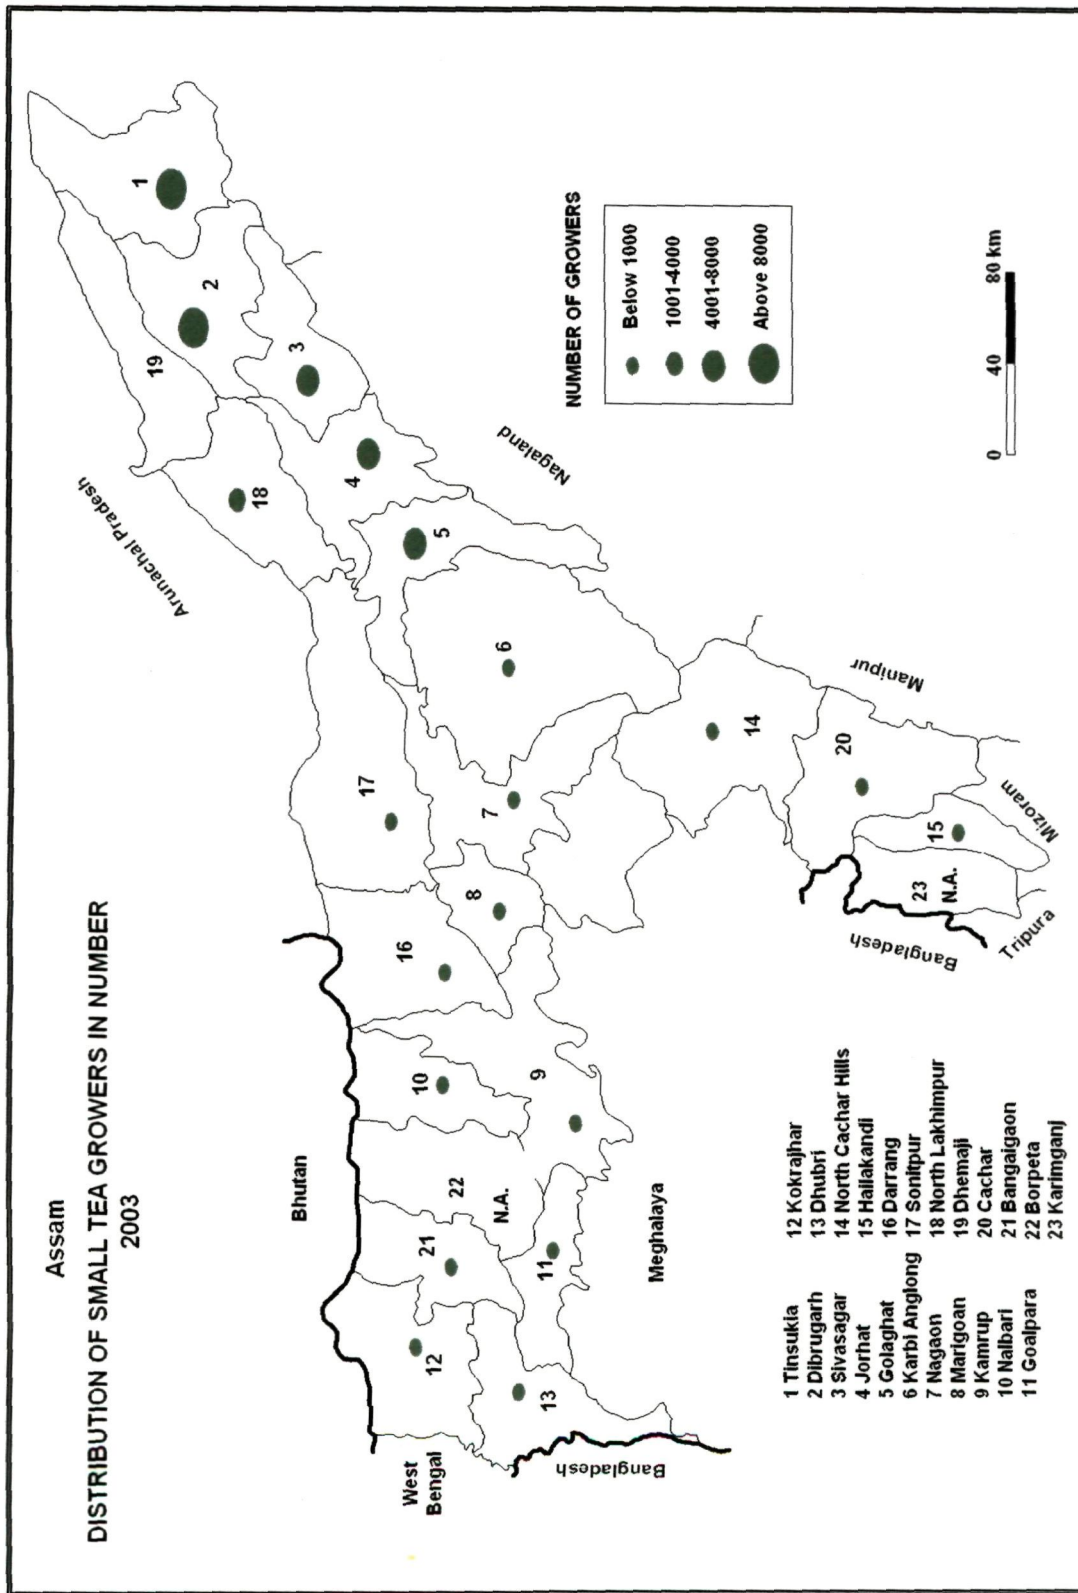 Assam
DISTRIBUTION OF SMALL TEA GROWERS IN NUMBER
2003
Bhutan
Arunachal Pradesh
Nagaland
Manipur
Mizoram
Tripura
Bangladesh
Meghalaya
West
Bengal
Bangladesh
1
2
3
4
5
6
7
8
9
10
11
12
13
14
15
16
17
18
19
20
21
22
N.A.
23
N.A.
NUMBER OF GROWERS
Below 1000
1001-4000
4001-8000
Above 8000
0 40 80 km
1 Tinsukia
2 Dibrugarh
3 Sivasagar
4 Jorhat
5 Golaghat
6 Karbi Anglong
7 Nagaon
8 Marigoan
9 Kamrup
10 Nalbari
11 Goalpara
12 Kokrajhar
13 Dhubri
14 North Cachar Hills
15 Hailakandi
16 Darrang
17 Sonitpur
18 North Lakhimpur
19 Dhemaji
20 Cachar
21 Bangaigaon
22 Borpeta
23 Karimganj